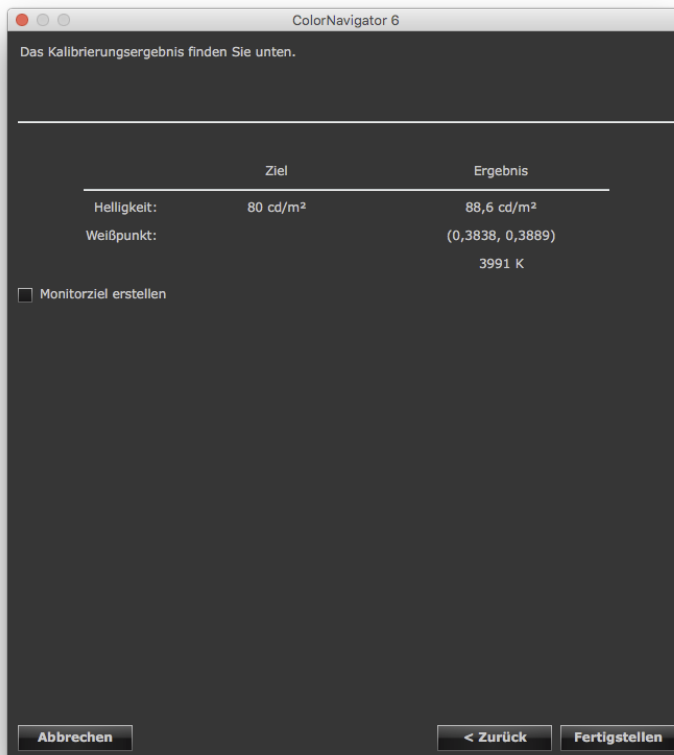 ColorNavigator 6
Das Kalibrierungsergebnis finden Sie unten.
Ziel Ergebnis
Helligkeit: 80 cd/m² 88,6 cd/m²
Weißpunkt: (0,3838, 0,3889)
3991 K
Monitorziel erstellen
Abbrechen < Zurück Fertigstellen